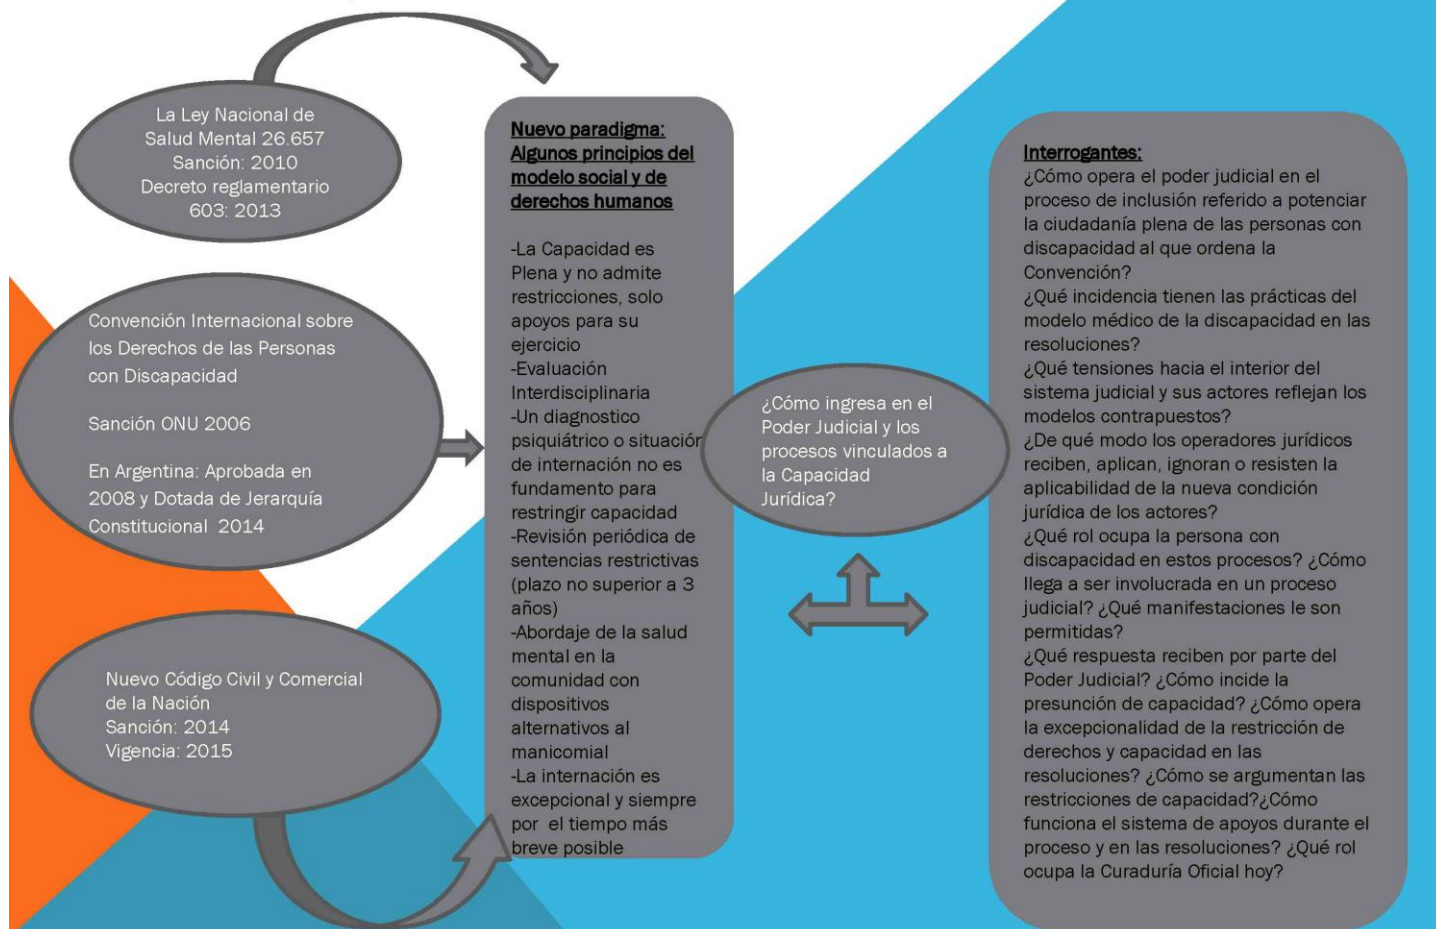 La Ley Nacional de
Salud Mental 26.657
Sanción: 2010
Decreto reglamentario
603: 2013
Convención Internacional sobre
los Derechos de las Personas
con Discapacidad
Sanción ONU 2006
En Argentina: Aprobada en
2008 y Dotada de Jerarquía
Constitucional 2014
Nuevo Código Civil y Comercial
de la Nación
Sanción: 2014
Vigencia: 2015
Nuevo paradigma:
Algunos principios del
modelo social y de
derechos humanos
-La Capacidad es
Plena y no admite
restricciones, solo
apoyos para su
ejercicio
-Evaluación
Interdisciplinaria
-Un diagnostico
psiquiátrico o situación
de internación no es
fundamento para
restringir capacidad
-Revisión periódica de
sentencias restrictivas
(plazo no superior a 3
años)
-Abordaje de la salud
mental en la
comunidad con
dispositivos
alternativos al
manicomial
-La internación es
excepcional y siempre
por el tiempo más
breve posible
¿Cómo ingresa en el
Poder Judicial y los
procesos vinculados a
la Capacidad
Jurídica?
Interrogantes:
¿Cómo opera el poder judicial en el
proceso de inclusión referido a potenciar
la ciudadanía plena de las personas con
discapacidad al que ordena la
Convención?
¿Qué incidencia tienen las prácticas del
modelo médico de la discapacidad en las
resoluciones?
¿Qué tensiones hacia el interior del
sistema judicial y sus actores reflejan los
modelos contrapuestos?
¿De qué modo los operadores jurídicos
reciben, aplican, ignoran o resisten la
aplicabilidad de la nueva condición
jurídica de los actores?
¿Qué rol ocupa la persona con
discapacidad en estos procesos? ¿Cómo
llega a ser involucrada en un proceso
judicial? ¿Qué manifestaciones le son
permitidas?
¿Qué respuesta reciben por parte del
Poder Judicial? ¿Cómo incide la
presunción de capacidad? ¿Cómo opera
la excepcionalidad de la restricción de
derechos y capacidad en las
resoluciones? ¿Cómo se argumentan las
restricciones de capacidad?¿Cómo
funciona el sistema de apoyos durante el
proceso y en las resoluciones? ¿Qué rol
ocupa la Curaduría Oficial hoy?